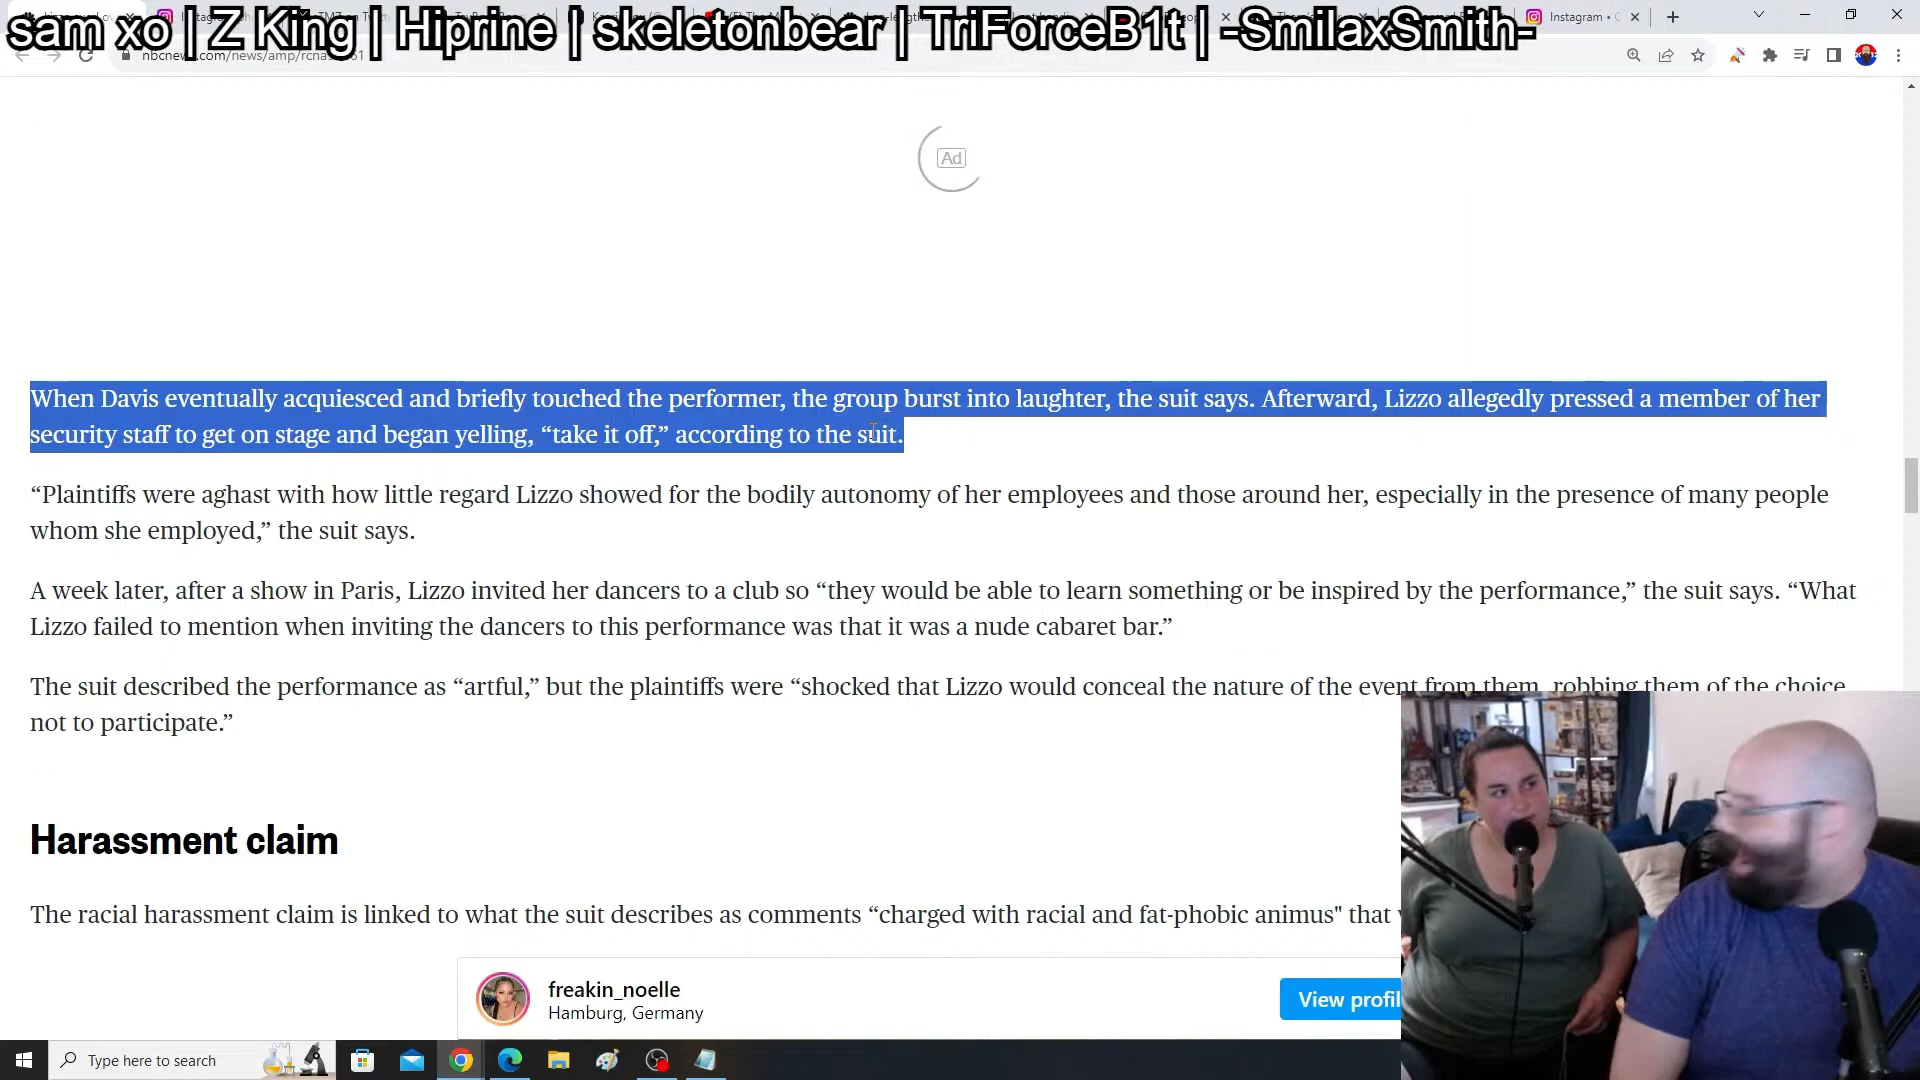 sam xo | Z King | Hiprine | skeletonbear | TriForceB1t | -SmilaxSmith-
Instagram • C
Ad
When Davis eventually acquiesced and briefly touched the performer, the group burst into laughter, the suit says. Afterward, Lizzo allegedly pressed a member of her
security staff to get on stage and began yelling, “take it off,” according to the suit.
“Plaintiffs were aghast with how little regard Lizzo showed for the bodily autonomy of her employees and those around her, especially in the presence of many people
whom she employed,” the suit says.
A week later, after a show in Paris, Lizzo invited her dancers to a club so “they would be able to learn something or be inspired by the performance,” the suit says. “What
Lizzo failed to mention when inviting the dancers to this performance was that it was a nude cabaret bar.”
The suit described the performance as “artful,” but the plaintiffs were “shocked that Lizzo would conceal the nature of the event from them, robbing them of the choice
not to participate.”
Harassment claim
The racial harassment claim is linked to what the suit describes as comments “charged with racial and fat-phobic animus" that
freakin_noelle
Hamburg, Germany
View profil
Type here to search